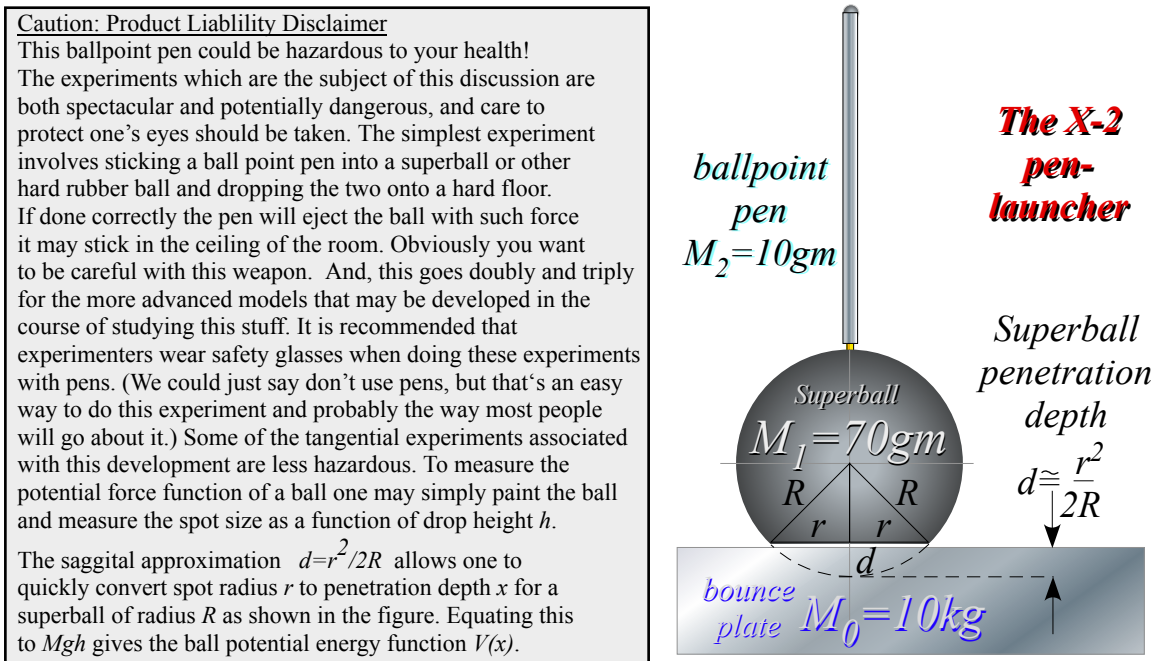 Caution: Product Liablility Disclaimer
This ballpoint pen could be hazardous to your health!
The experiments which are the subject of this discussion are
both spectacular and potentially dangerous, and care to
protect one’s eyes should be taken. The simplest experiment
involves sticking a ball point pen into a superball or other
hard rubber ball and dropping the two onto a hard floor.
If done correctly the pen will eject the ball with such force
it may stick in the ceiling of the room. Obviously you want
to be careful with this weapon. And, this goes doubly and triply
for the more advanced models that may be developed in the
course of studying this stuff. It is recommended that
experimenters wear safety glasses when doing these experiments
with pens. (We could just say don’t use pens, but that‘s an easy
way to do this experiment and probably the way most people
will go about it.) Some of the tangential experiments associated
with this development are less hazardous. To measure the
potential force function of a ball one may simply paint the ball
and measure the spot size as a function of drop height h.
The saggital approximation d=r²/2R allows one to
quickly convert spot radius r to penetration depth x for a
superball of radius R as shown in the figure. Equating this
to Mgh gives the ball potential energy function V(x).
The X-2
pen-
launcher
ballpoint
pen
M₂=10gm
Superball
penetration
depth
d≅r²/2R
Superball
M₁=70gm
R R
r r
d
bounce
plate M₀=10kg